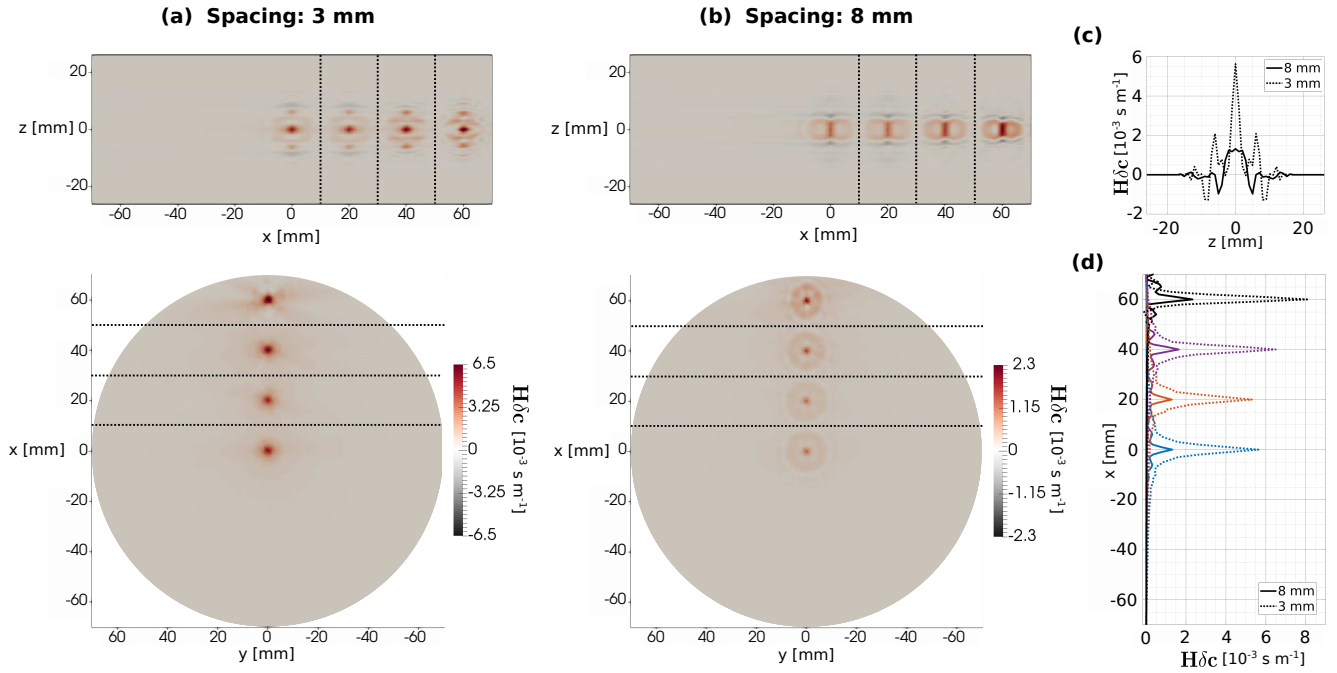 (a) Spacing: 3 mm
20
z [mm] 0
-20
-60 -40 -20 0 20 40 60
x [mm]
60
40
20
x [mm] 0
-20
-40
-60
60 40 20 0 -20 -40 -60
y [mm]
6.5
3.25
0
-3.25
-6.5
Hδc [10⁻³ s m⁻¹]
(b) Spacing: 8 mm
20
z [mm] 0
-20
-60 -40 -20 0 20 40 60
x [mm]
60
40
20
x [mm] 0
-20
-40
-60
60 40 20 0 -20 -40 -60
y [mm]
2.3
1.15
0
-1.15
-2.3
Hδc [10⁻³ s m⁻¹]
(c)
Hδc [10⁻³ s m⁻¹]
6
4
2
0
-2
-20 0 20
z [mm]
8 mm
3 mm
(d)
x [mm]
60
40
20
0
-20
-40
-60
0 2 4 6 8
Hδc [10⁻³ s m⁻¹]
8 mm
3 mm